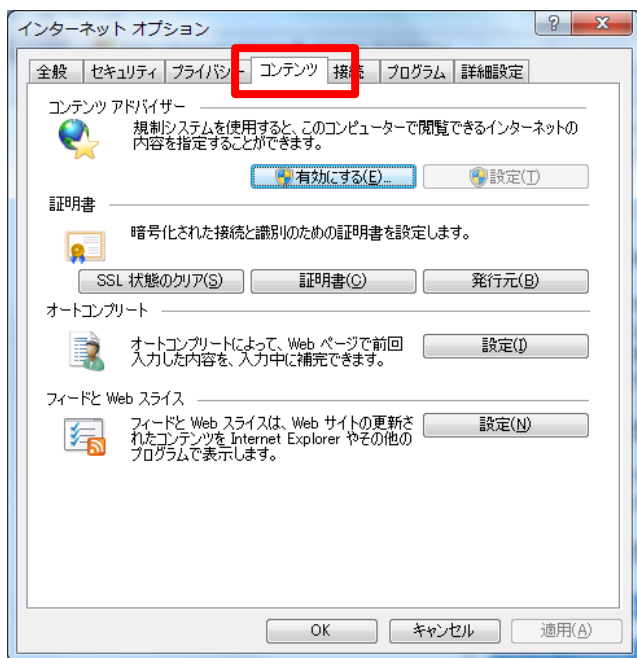 インターネット オプション
全般 セキュリティ プライバシー コンテンツ 接続 プログラム 詳細設定
コンテンツ アドバイザー
規制システムを使用すると、このコンピューターで閲覧できるインターネットの
内容を指定することができます。
有効にする(E)... 設定(T)
証明書
暗号化された接続と識別のための証明書を設定します。
SSL 状態のクリア(S) 証明書(C) 発行元(B)
オートコンプリート
オートコンプリートによって、Web ページで前回
入力した内容を、入力中に補完できます。
設定(I)
フィードと Web スライス
フィードと Web スライスは、Web サイトの更新さ
れたコンテンツを Internet Explorer やその他の
プログラムで表示します。
設定(N)
OK キャンセル 適用(A)